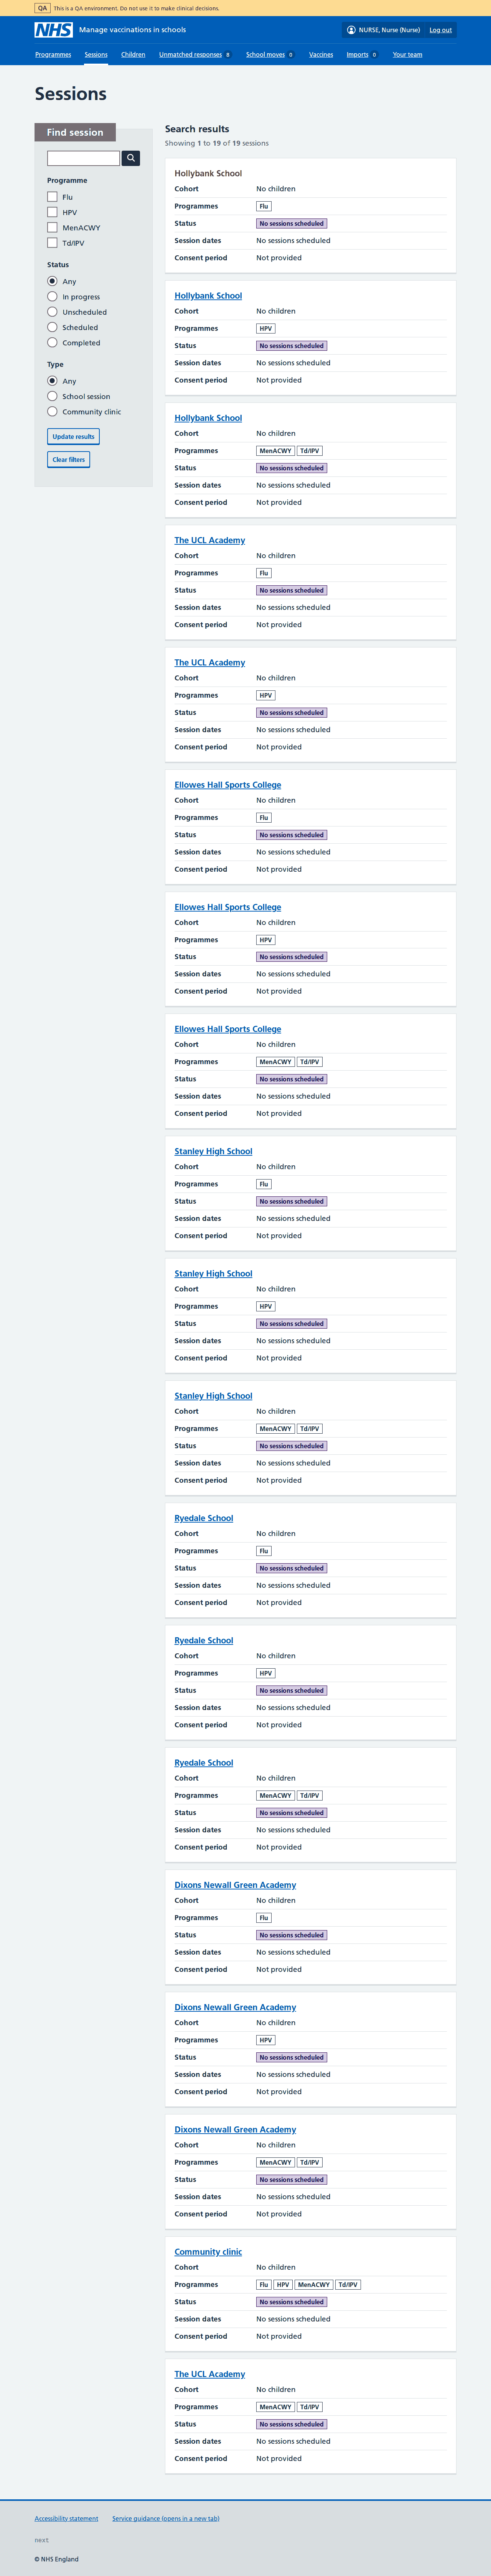 QA This is a QA environment. Do not use it to make clinical decisions.
NHS Manage vaccinations in schools
NURSE, Nurse (Nurse) Log out
Programmes Sessions Children Unmatched responses 8 School moves 0 Vaccines Imports 0 Your team
Sessions
Find session
Programme
Flu
HPV
MenACWY
Td/IPV
Status
Any
In progress
Unscheduled
Scheduled
Completed
Type
Any
School session
Community clinic
Update results
Clear filters
Search results
Showing 1 to 19 of 19 sessions
Hollybank School
Cohort No children
Programmes Flu
Status No sessions scheduled
Session dates No sessions scheduled
Consent period Not provided
Hollybank School
Cohort No children
Programmes HPV
Status No sessions scheduled
Session dates No sessions scheduled
Consent period Not provided
Hollybank School
Cohort No children
Programmes MenACWY Td/IPV
Status No sessions scheduled
Session dates No sessions scheduled
Consent period Not provided
The UCL Academy
Cohort No children
Programmes Flu
Status No sessions scheduled
Session dates No sessions scheduled
Consent period Not provided
The UCL Academy
Cohort No children
Programmes HPV
Status No sessions scheduled
Session dates No sessions scheduled
Consent period Not provided
Ellowes Hall Sports College
Cohort No children
Programmes Flu
Status No sessions scheduled
Session dates No sessions scheduled
Consent period Not provided
Ellowes Hall Sports College
Cohort No children
Programmes HPV
Status No sessions scheduled
Session dates No sessions scheduled
Consent period Not provided
Ellowes Hall Sports College
Cohort No children
Programmes MenACWY Td/IPV
Status No sessions scheduled
Session dates No sessions scheduled
Consent period Not provided
Stanley High School
Cohort No children
Programmes Flu
Status No sessions scheduled
Session dates No sessions scheduled
Consent period Not provided
Stanley High School
Cohort No children
Programmes HPV
Status No sessions scheduled
Session dates No sessions scheduled
Consent period Not provided
Stanley High School
Cohort No children
Programmes MenACWY Td/IPV
Status No sessions scheduled
Session dates No sessions scheduled
Consent period Not provided
Ryedale School
Cohort No children
Programmes Flu
Status No sessions scheduled
Session dates No sessions scheduled
Consent period Not provided
Ryedale School
Cohort No children
Programmes HPV
Status No sessions scheduled
Session dates No sessions scheduled
Consent period Not provided
Ryedale School
Cohort No children
Programmes MenACWY Td/IPV
Status No sessions scheduled
Session dates No sessions scheduled
Consent period Not provided
Dixons Newall Green Academy
Cohort No children
Programmes Flu
Status No sessions scheduled
Session dates No sessions scheduled
Consent period Not provided
Dixons Newall Green Academy
Cohort No children
Programmes HPV
Status No sessions scheduled
Session dates No sessions scheduled
Consent period Not provided
Dixons Newall Green Academy
Cohort No children
Programmes MenACWY Td/IPV
Status No sessions scheduled
Session dates No sessions scheduled
Consent period Not provided
Community clinic
Cohort No children
Programmes Flu HPV MenACWY Td/IPV
Status No sessions scheduled
Session dates No sessions scheduled
Consent period Not provided
The UCL Academy
Cohort No children
Programmes MenACWY Td/IPV
Status No sessions scheduled
Session dates No sessions scheduled
Consent period Not provided
Accessibility statement Service guidance (opens in a new tab)
next
© NHS England